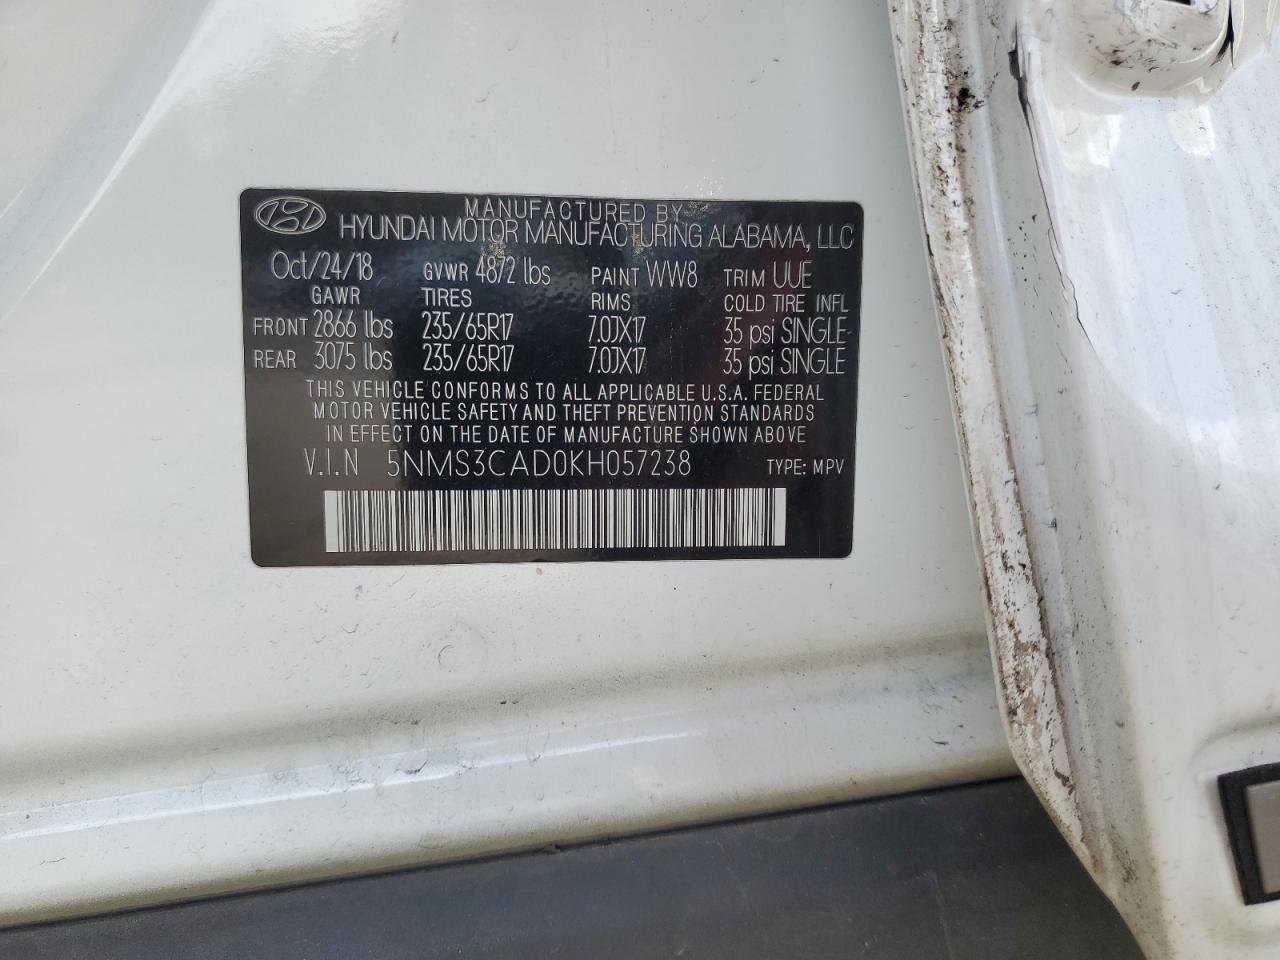 MANUFACTURED BY
HYUNDAI MOTOR MANUFACTURING ALABAMA, LLC
Oct/24/18 GVWR 4872 lbs PAINT WW8 TRIM UUE
GAWR TIRES RIMS COLD TIRE INFL
FRONT 2866 lbs 235/65R17 7.0JX17 35 psi SINGLE
REAR 3075 lbs 235/65R17 7.0JX17 35 psi SINGLE
THIS VEHICLE CONFORMS TO ALL APPLICABLE U.S.A. FEDERAL
MOTOR VEHICLE SAFETY AND THEFT PREVENTION STANDARDS
IN EFFECT ON THE DATE OF MANUFACTURE SHOWN ABOVE
V.I.N 5NMS3CAD0KH057238 TYPE: MPV